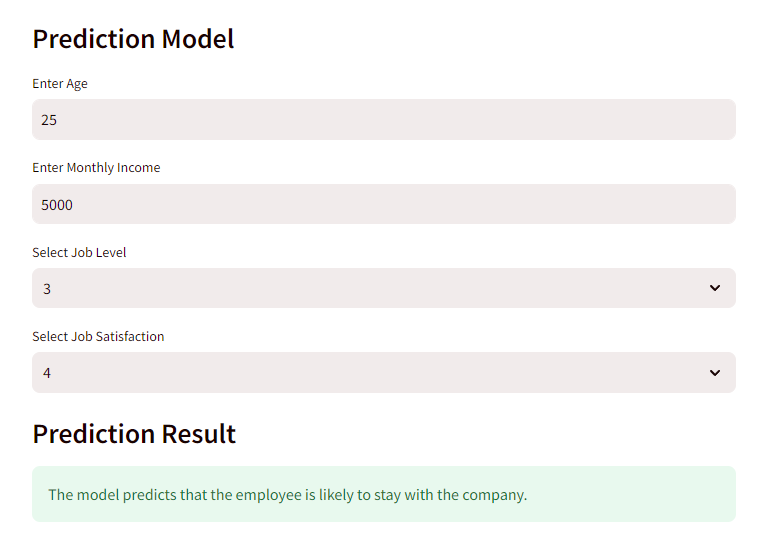 Prediction Model
Enter Age
25
Enter Monthly Income
5000
Select Job Level
3
Select Job Satisfaction
4
Prediction Result
The model predicts that the employee is likely to stay with the company.